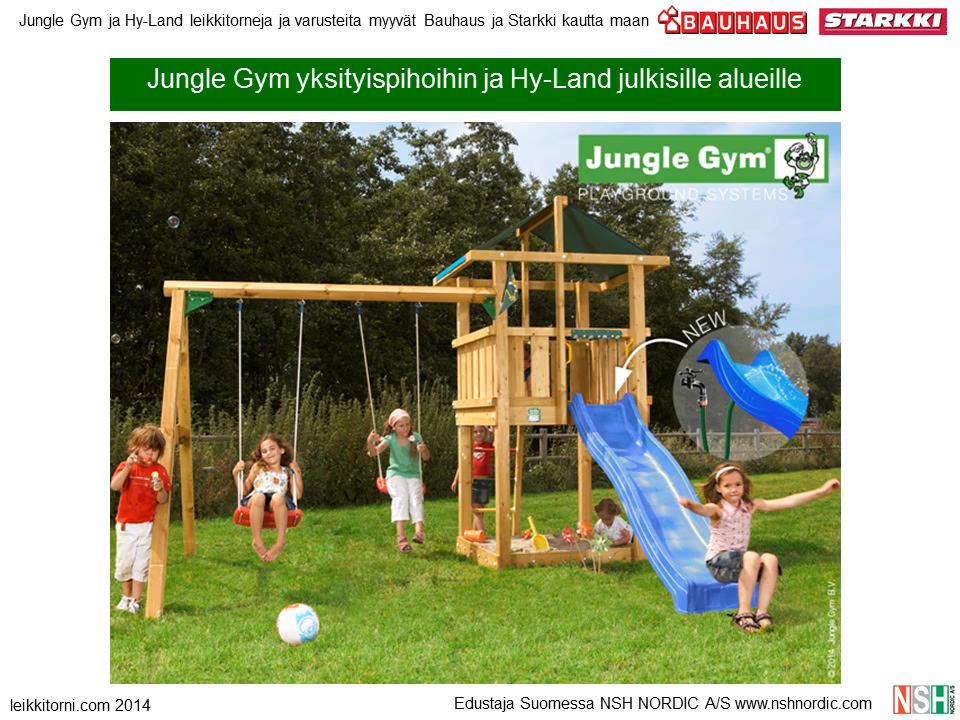 Jungle Gym ja Hy-Land leikkitorneja ja varusteita myyvät Bauhaus ja Starkki kautta maan
BAUHAUS
STARKKI
Jungle Gym yksityispihoihin ja Hy-Land julkisille alueille
Jungle Gym®
PLAYGROUND SYSTEMS
NEW
© 2014 Jungle Gym B.V.
leikkitorni.com 2014
Edustaja Suomessa NSH NORDIC A/S www.nshnordic.com
NSH
NORDIC A/S